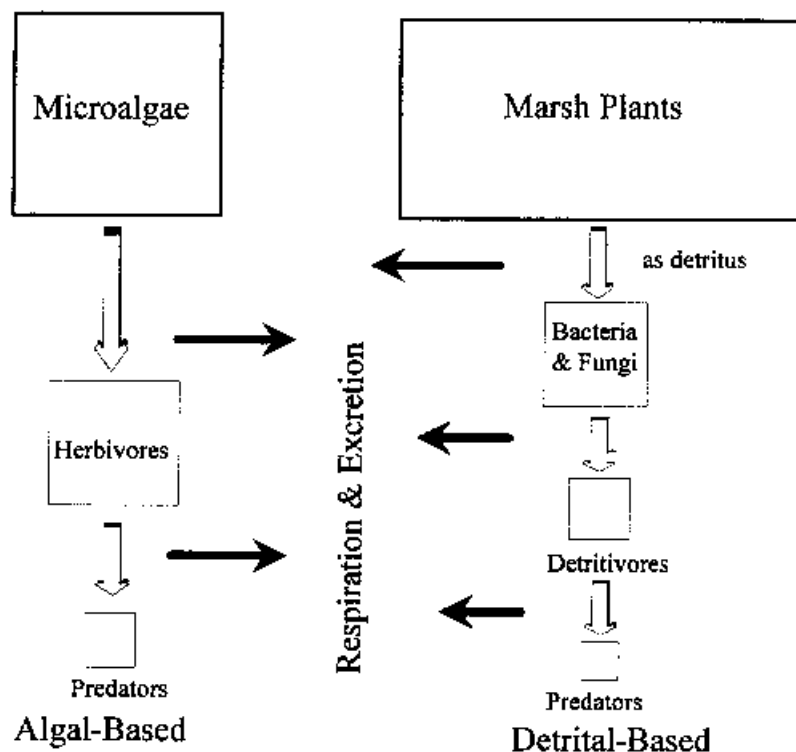 Microalgae
Marsh Plants
as detritus
Bacteria
& Fungi
Herbivores
Respiration & Excretion
Detritivores
Predators
Predators
Algal-Based
Detrital-Based